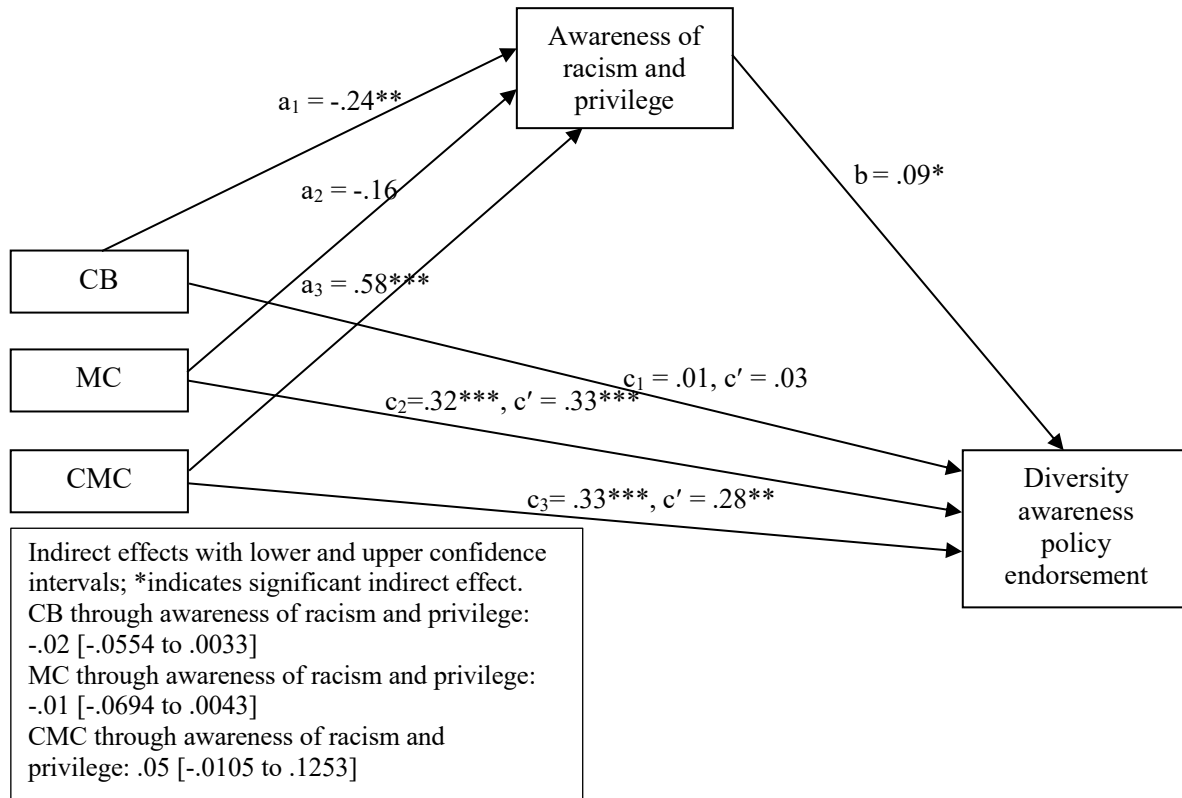 Awareness of
racism and
privilege
a₁ = -.24**
a₂ = -.16
a₃ = .58***
b = .09*
CB
MC
CMC
c₁ = .01, c′ = .03
c₂=.32***, c′ = .33***
c₃= .33***, c′ = .28**
Diversity
awareness
policy
endorsement
Indirect effects with lower and upper confidence
intervals; *indicates significant indirect effect.
CB through awareness of racism and privilege:
-.02 [-.0554 to .0033]
MC through awareness of racism and privilege:
-.01 [-.0694 to .0043]
CMC through awareness of racism and
privilege: .05 [-.0105 to .1253]